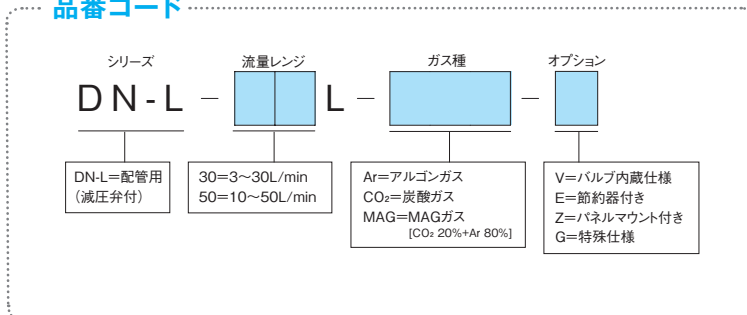 品番コード
シリーズ 流量レンジ ガス種 オプション
DN-L － L － －
DN-L＝配管用
（減圧弁付）
30＝3～30L/min
50＝10～50L/min
Ar＝アルゴンガス
CO₂＝炭酸ガス
MAG＝MAGガス
[CO₂ 20%+Ar 80%]
V＝バルブ内蔵仕様
E＝節約器付き
Z＝パネルマウント付き
G＝特殊仕様